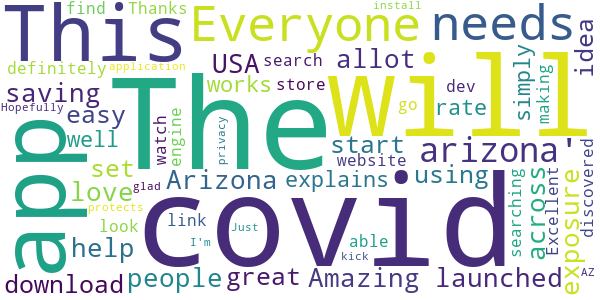 find Thanks This Everyone needs install
definitely application USA search allot idea
saving The Will simply
Hopefully works store dev making
easy engine watch privacy rate go
well start website arizona'
app set Arizona explains using across exposure
love glad covid searching Excellent discovered
protects look link I'm Just able kick
help AZ
download people great Amazing launched